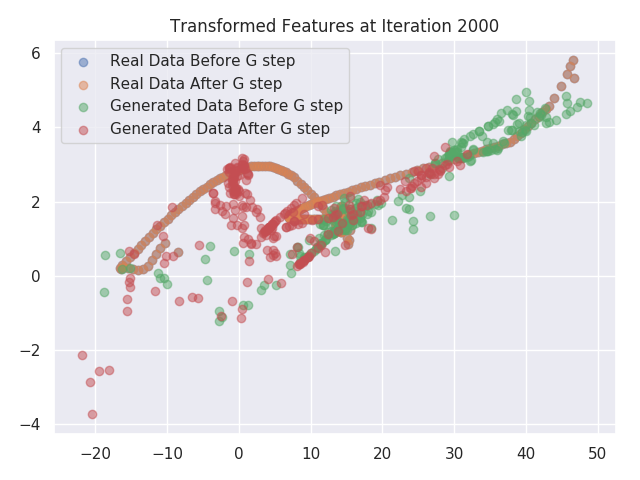 Transformed Features at Iteration 2000
Real Data Before G step
Real Data After G step
Generated Data Before G step
Generated Data After G step
6
4
2
0
−2
−4
−20 −10 0 10 20 30 40 50